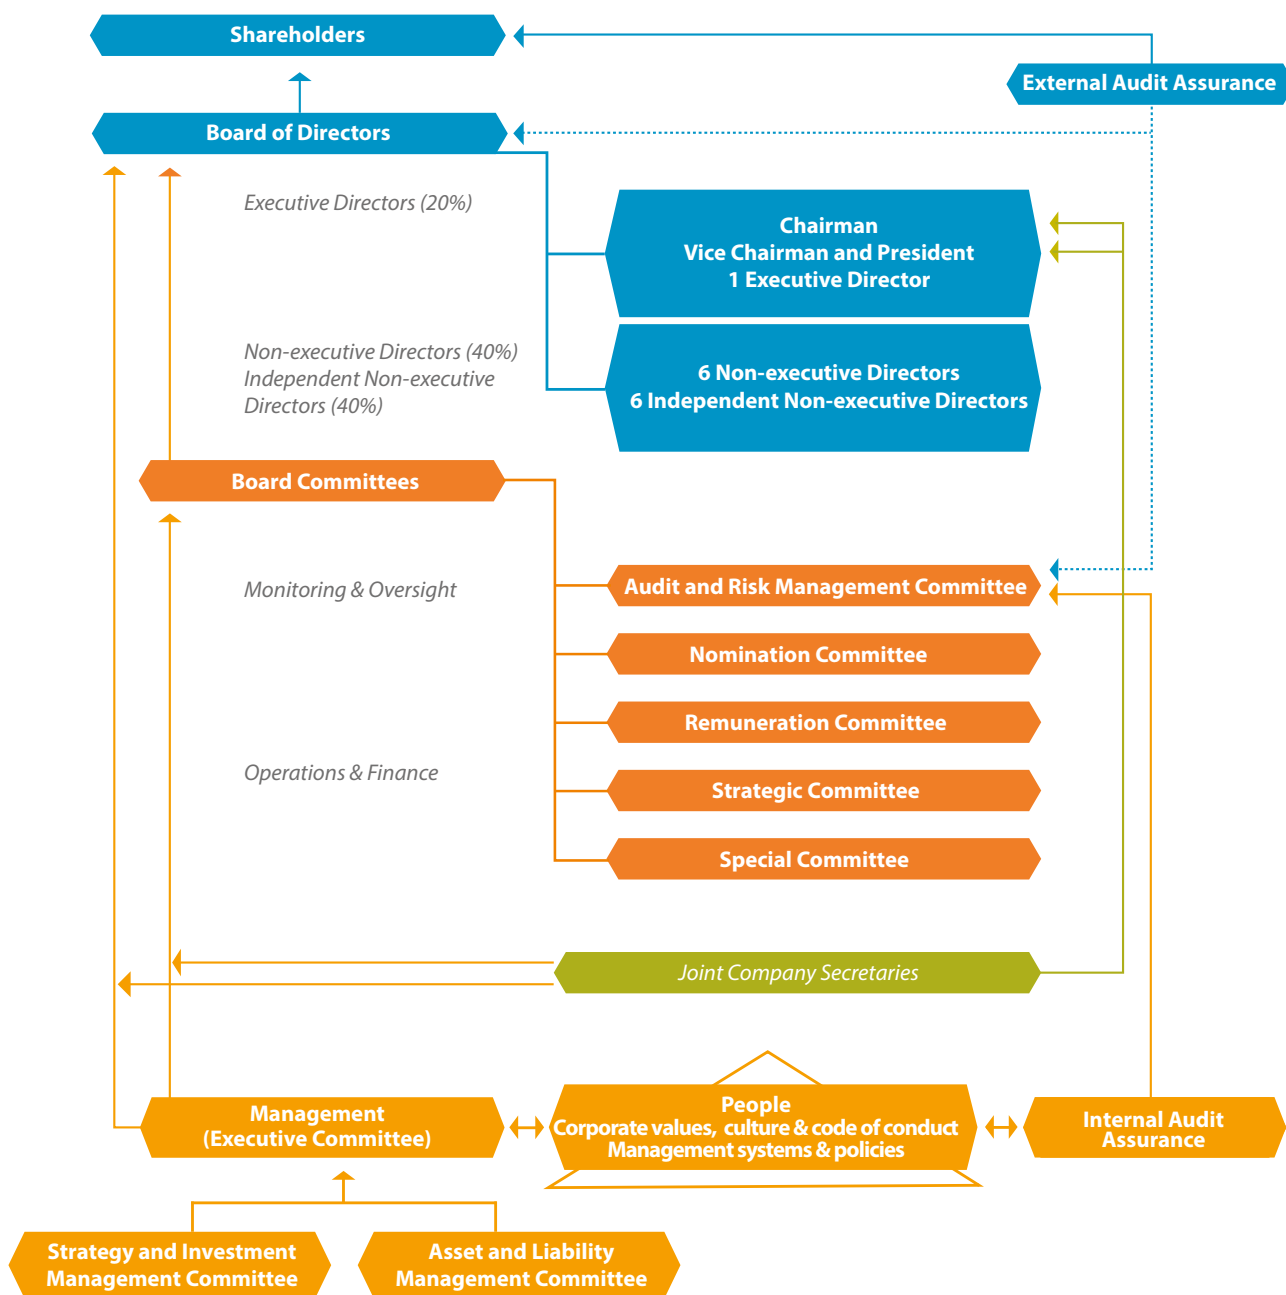 Shareholders
External Audit Assurance
Board of Directors
Executive Directors (20%)
Chairman
Vice Chairman and President
1 Executive Director
Non-executive Directors (40%)
Independent Non-executive
Directors (40%)
6 Non-executive Directors
6 Independent Non-executive Directors
Board Committees
Monitoring & Oversight
Audit and Risk Management Committee
Nomination Committee
Remuneration Committee
Operations & Finance
Strategic Committee
Special Committee
Joint Company Secretaries
Management
(Executive Committee)
People
Corporate values, culture & code of conduct
Management systems & policies
Internal Audit
Assurance
Strategy and Investment
Management Committee
Asset and Liability
Management Committee